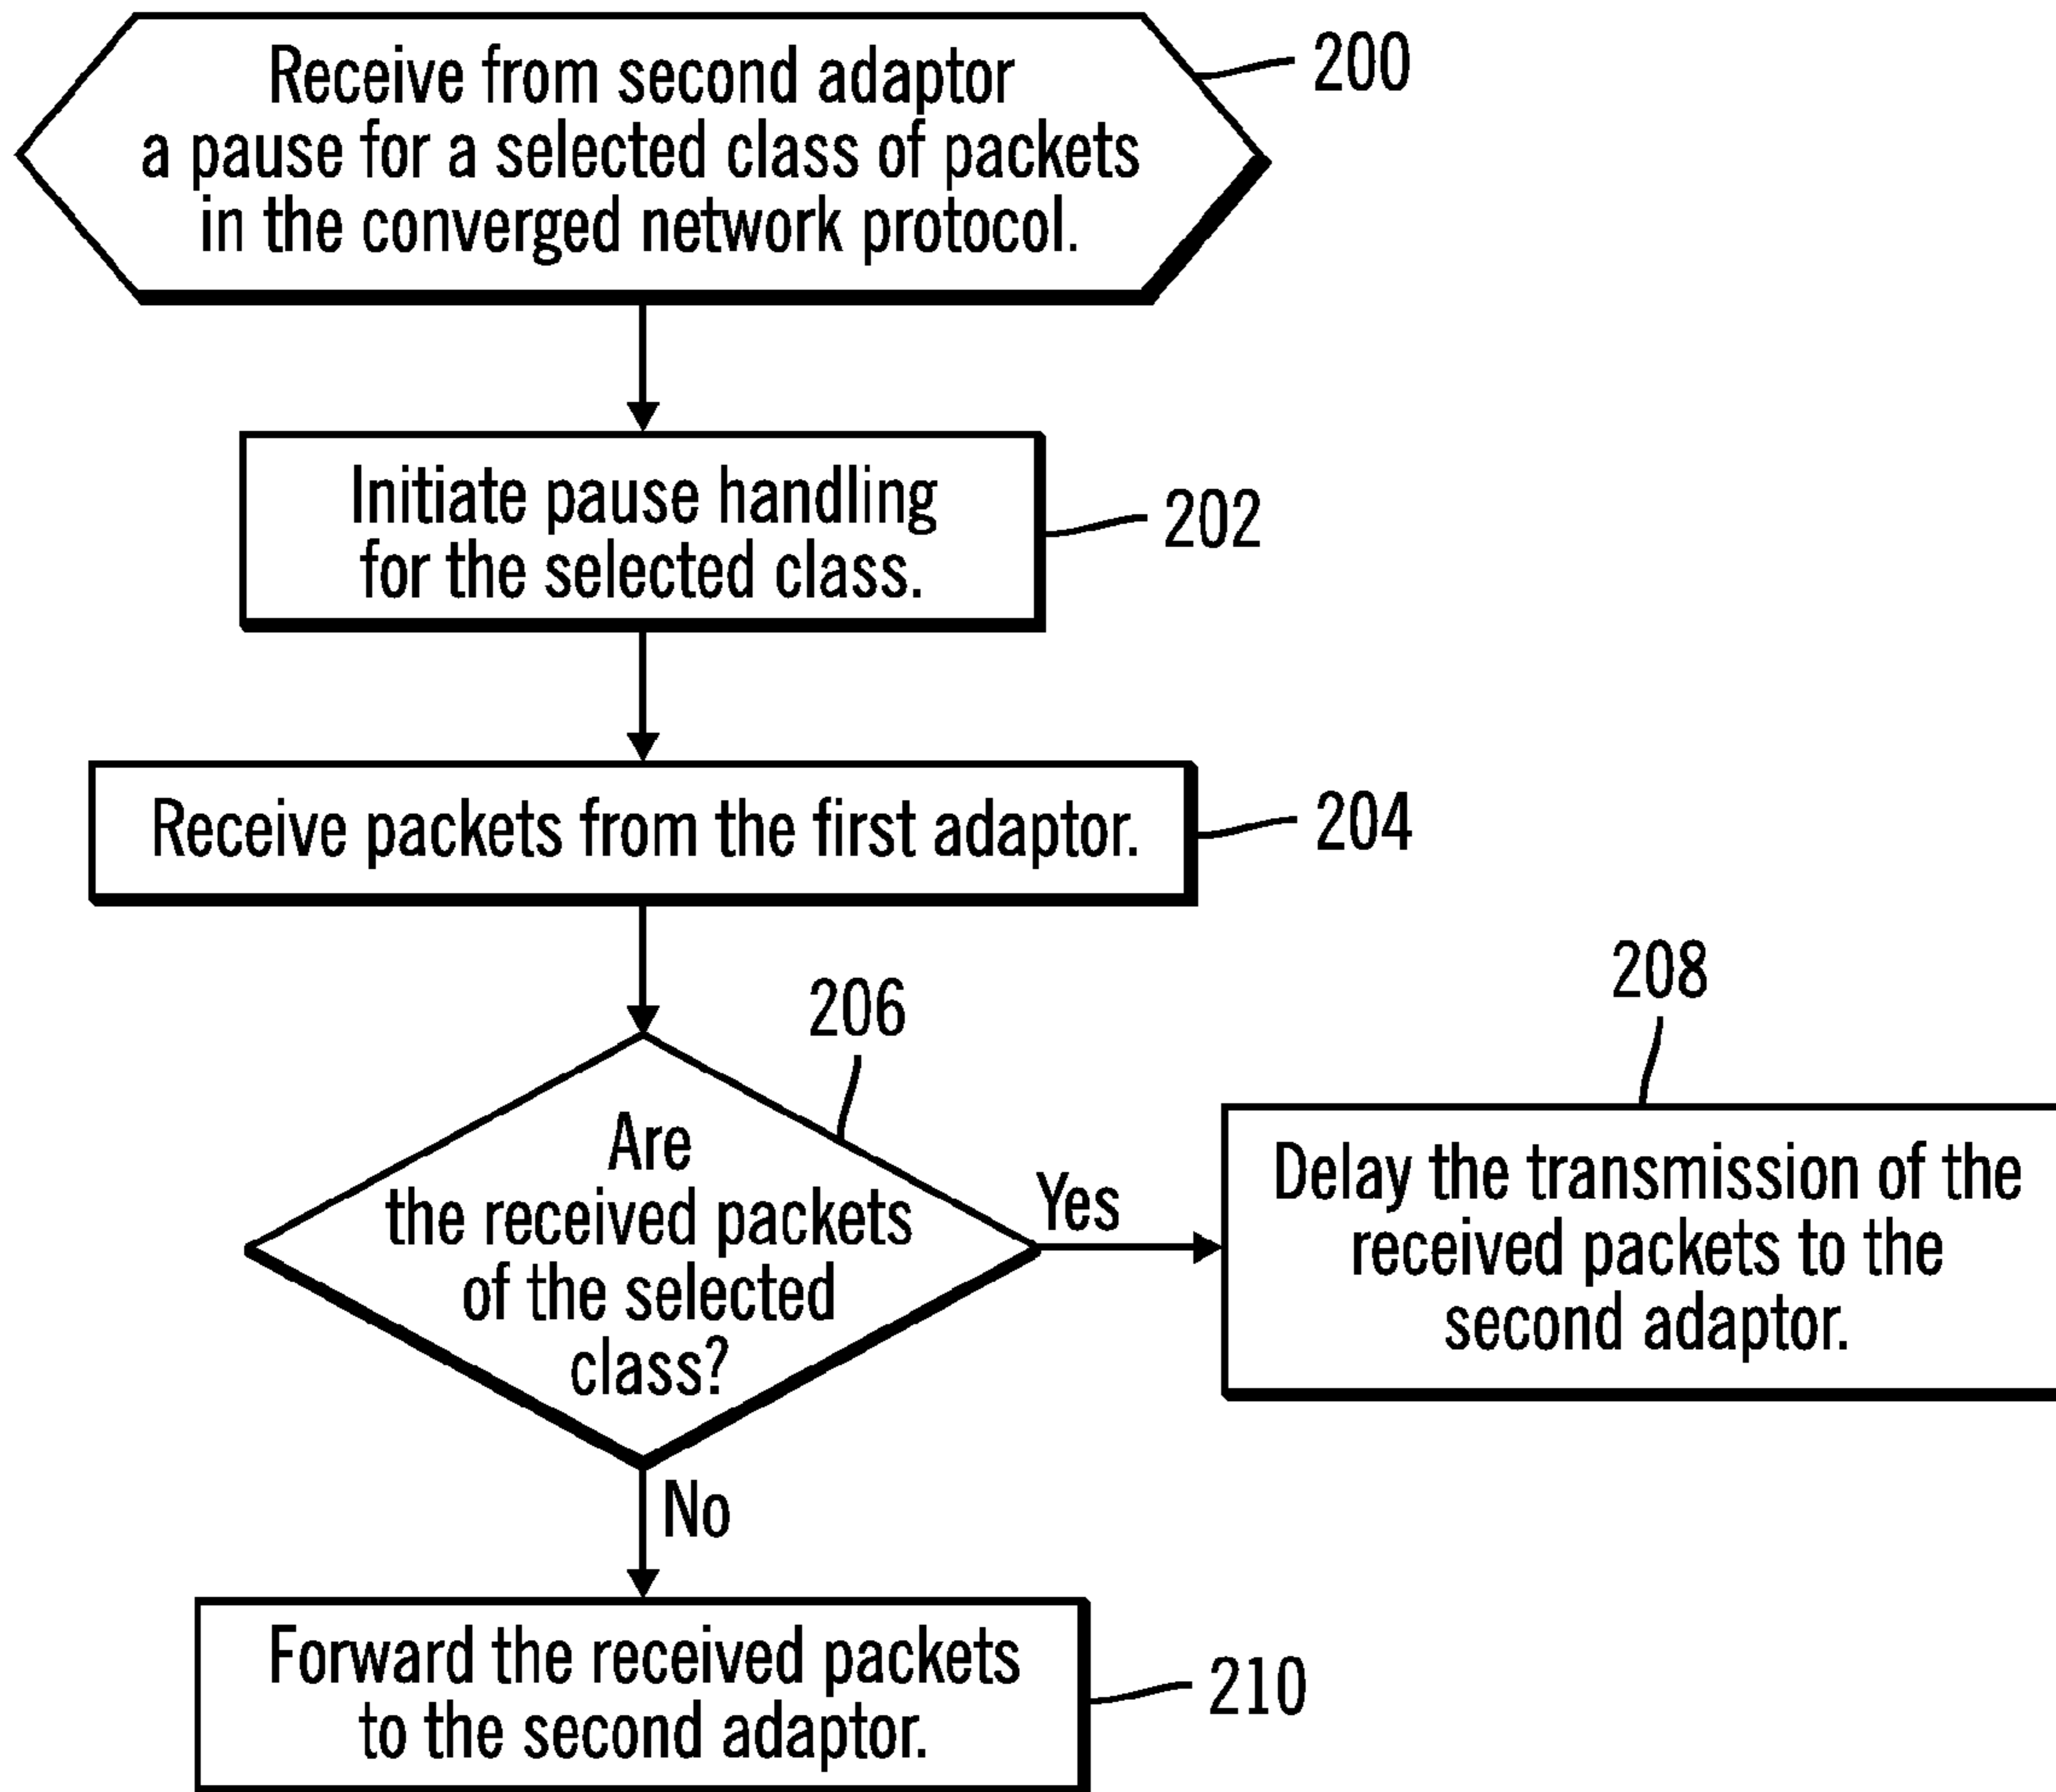 Receive from second adaptor
a pause for a selected class of packets
in the converged network protocol.
200
Initiate pause handling
for the selected class.
202
Receive packets from the first adaptor.
204
206
Are
the received packets
of the selected
class?
Yes
208
Delay the transmission of the
received packets to the
second adaptor.
No
Forward the received packets
to the second adaptor.
210